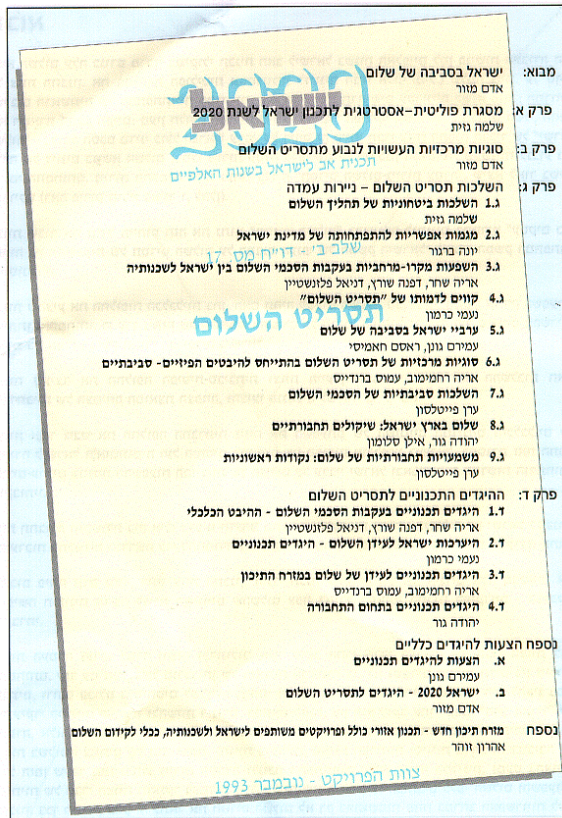 מבוא: ישראל בסביבה של שלום
אדם מזור
2020
ישראל
פרק א: מסגרת פוליטית-אסטרטגית לתכנון ישראל לשנת 2020
שלמה גזית
פרק ב: סוגיות מרכזיות העשויות לנבוע מתסריט השלום
אדם מזור
תכנית אב לישראל בשנות האלפיים
פרק ג: השלכות תסריט השלום – ניירות עמדה
ג.1 השלכות ביטחוניות של תהליך השלום
שלמה גזית
ג.2 מגמות אפשריות להתפתחותה של מדינת ישראל
יונה ברגור
שלב ב' - דו"ח מס. 17
ג.3 השפעות מקרו-מרחביות בעקבות הסכמי השלום בין ישראל לשכנותיה
אריה שחר, דפנה שורץ, דניאל פלזנשטיין
ג.4 קווים לדמותו של "תסריט השלום"
נעמי כרמון
תסריט השלום
ג.5 ערביי ישראל בסביבה של שלום
עמירם גונן, ראסם חאמיסי
ג.6 סוגיות מרכזיות של תסריט השלום בהתייחס להיבטים הפיזיים- סביבתיים
אריה רחמימוב, עמוס ברנדייס
ג.7 השלכות סביבתיות של הסכמי השלום
ערן פייטלסון
ג.8 שלום בארץ ישראל: שיקולים תחבורתיים
יהודה גור, אילן סלומון
ג.9 משמעויות תחבורתיות של שלום: נקודות ראשוניות
ערן פייטלסון
פרק ד: ההיגדים התכנוניים לתסריט השלום
ד.1 היגדים תכנוניים בעקבות הסכמי השלום - ההיבט הכלכלי
אריה שחר, דפנה שורץ, דניאל פלזנשטיין
ד.2 היערכות ישראל לעידן השלום - היגדים תכנוניים
נעמי כרמון
ד.3 היגדים תכנוניים לעידן של שלום במזרח התיכון
אריה רחמימוב, עמוס ברנדייס
ד.4 היגדים תכנוניים בתחום התחבורה
יהודה גור
נספח הצעות להיגדים כלליים
א. הצעות להיגדים תכנוניים
עמירם גונן
ב. ישראל 2020 - היגדים לתסריט השלום
אדם מזור
נספח מזרח תיכון חדש - תכנון אזורי כולל ופרויקטים משותפים לישראל ולשכנותיה, ככלי לקידום השלום
אהרון זוהר
צוות הפרויקט - נובמבר 1993